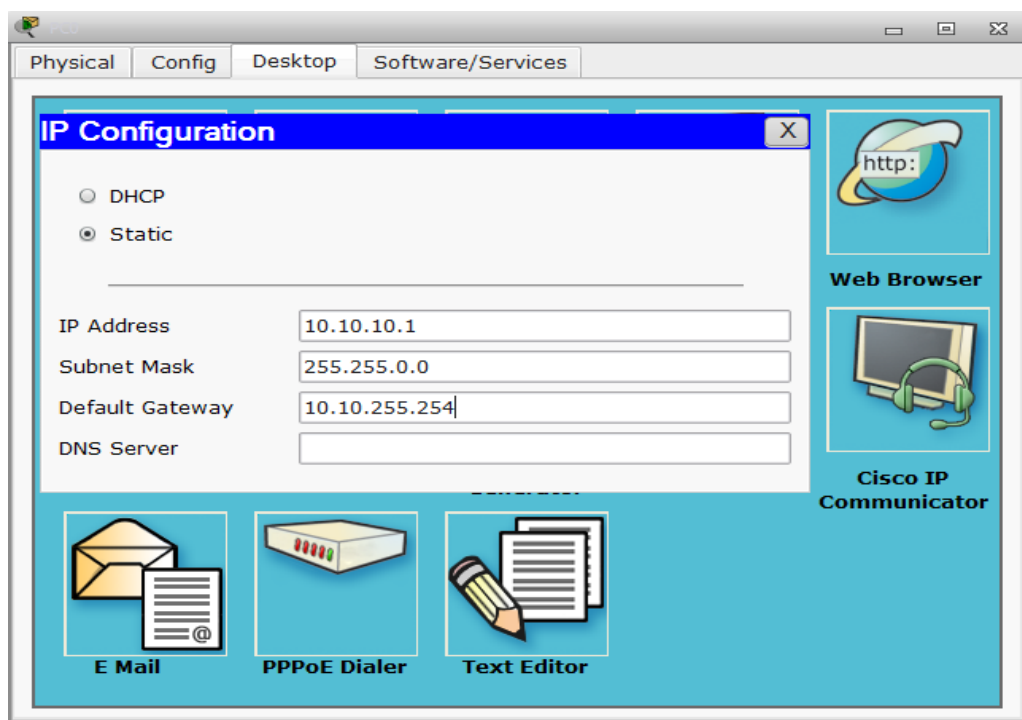 Physical
Config
Desktop
Software/Services
IP Configuration
X
DHCP
Static
IP Address
10.10.10.1
Subnet Mask
255.255.0.0
Default Gateway
10.10.255.254
DNS Server
http:
Web Browser
Cisco IP
Communicator
@
E Mail
PPPoE Dialer
Text Editor